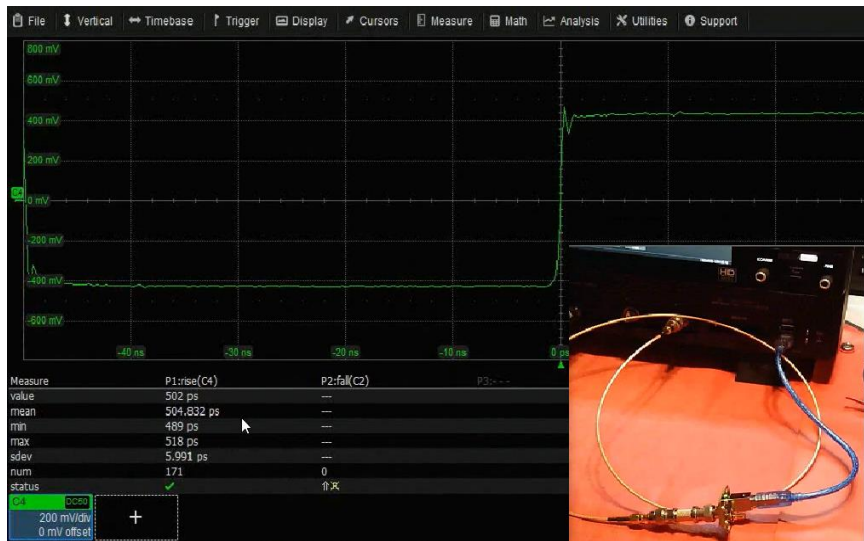 File Vertical Timebase Trigger Display Cursors Measure Math Analysis Utilities Support
800 mV
600 mV
400 mV
200 mV
C4
0 mV
-200 mV
-400 mV
-600 mV
-40 ns -30 ns -20 ns -10 ns 0 ps
Measure P1:rise(C4) P2:fall(C2) P3:- - -
value 502 ps ---
mean 504.832 ps ---
min 489 ps ---
max 518 ps ---
sdev 5.991 ps ---
num 171 0
status
C4 DC50
200 mV/div
0 mV offset
+
HD